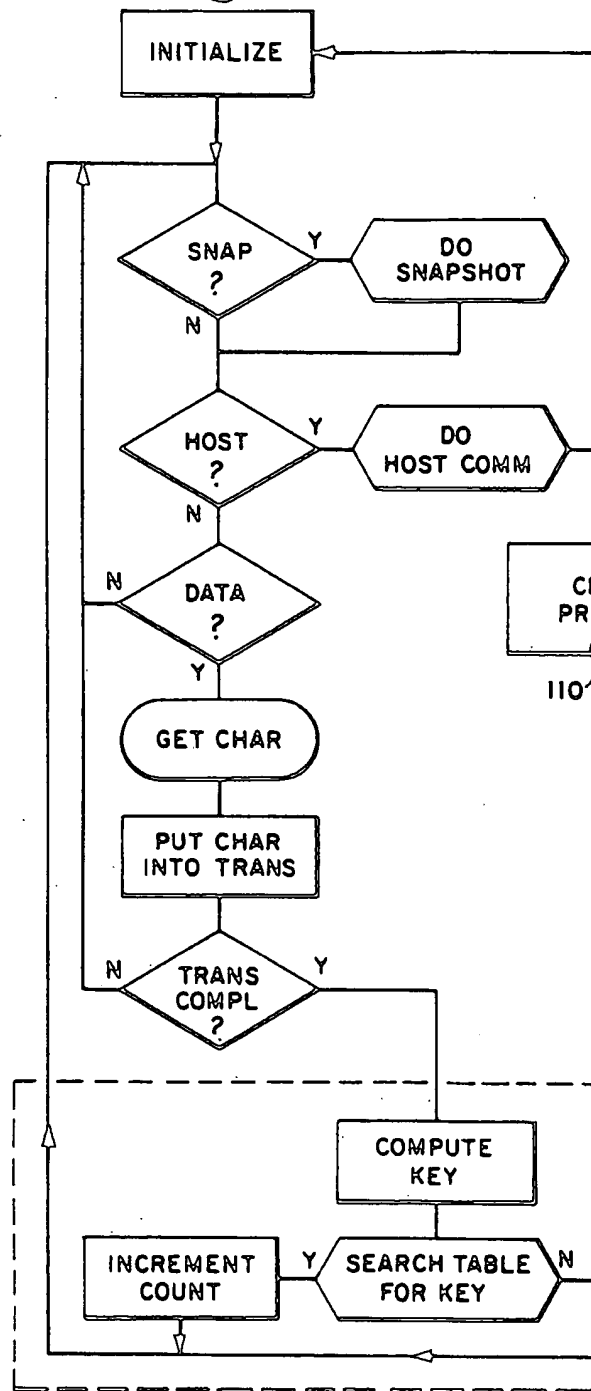 INITIALIZE
SNAP
?
Y
N
DO
SNAPSHOT
HOST
?
Y
N
DO
HOST COMM
DATA
?
N
Y
110
GET CHAR
PUT CHAR
INTO TRANS
TRANS
COMPL
?
N
Y
COMPUTE
KEY
SEARCH TABLE
FOR KEY
Y
N
INCREMENT
COUNT